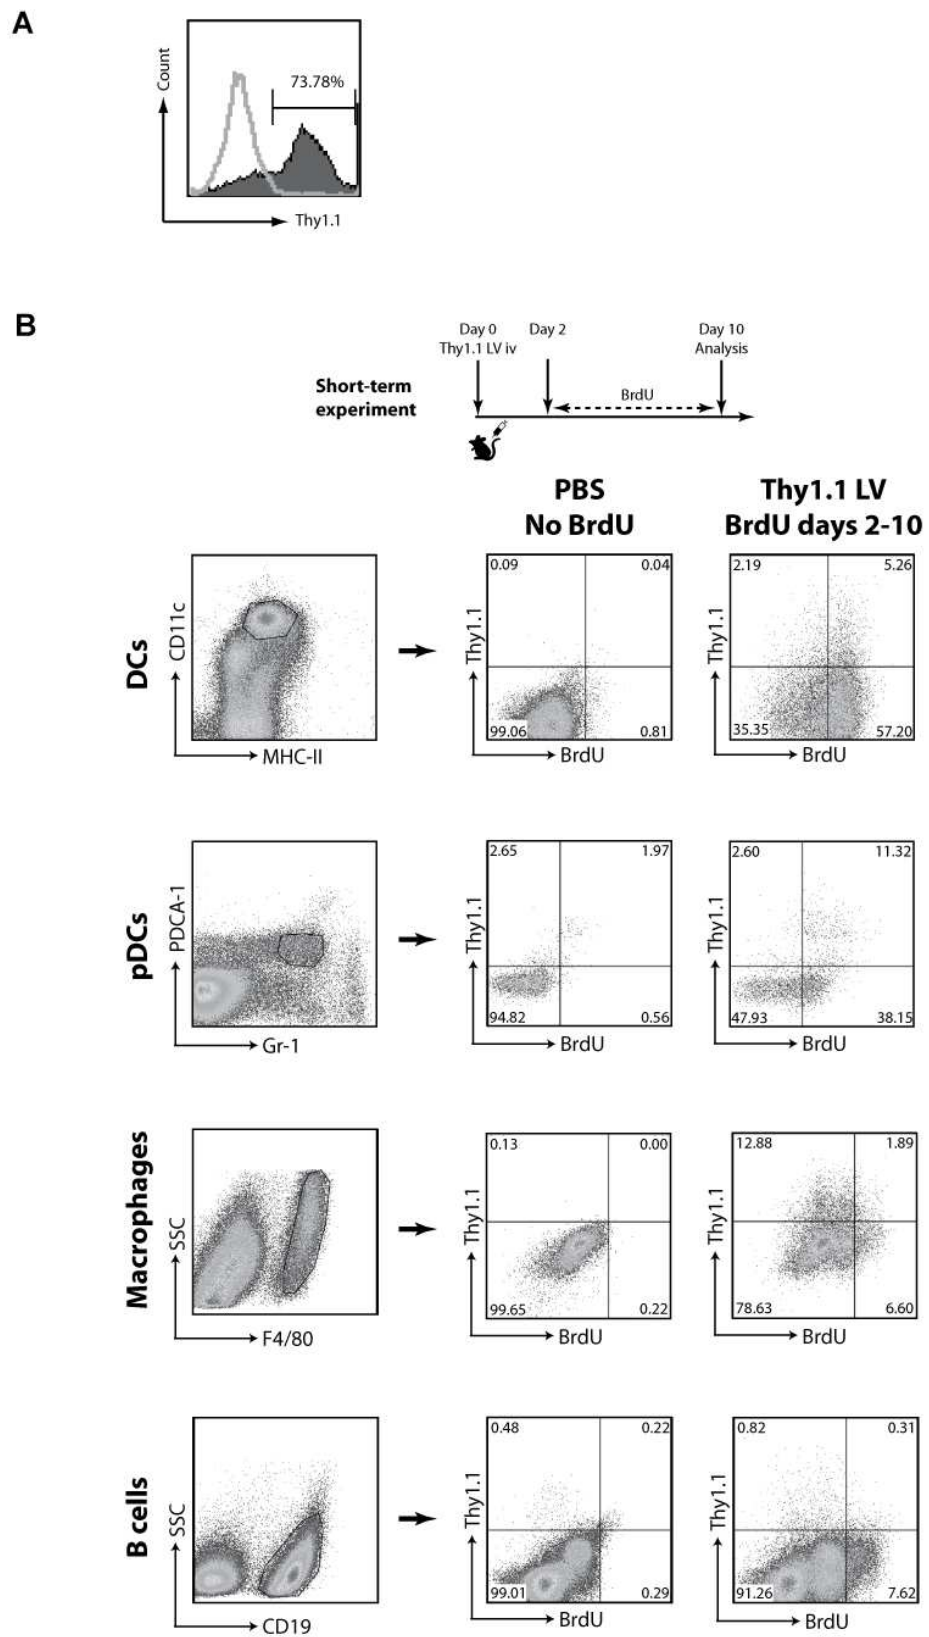 A
Count
73.78%
Thy1.1
B
Day 0
Thy1.1 LV iv
Day 2
Day 10
Analysis
Short-term
experiment
BrdU
PBS
No BrdU
Thy1.1 LV
BrdU days 2-10
DCs
CD11c
MHC-II
Thy1.1
0.09
0.04
99.06
0.81
BrdU
Thy1.1
2.19
5.26
35.35
57.20
BrdU
pDCs
PDCA-1
Gr-1
Thy1.1
2.65
1.97
94.82
0.56
BrdU
Thy1.1
2.60
11.32
47.93
38.15
BrdU
Macrophages
SSC
F4/80
Thy1.1
0.13
0.00
99.65
0.22
BrdU
Thy1.1
12.88
1.89
78.63
6.60
BrdU
B cells
SSC
CD19
Thy1.1
0.48
0.22
99.01
0.29
BrdU
Thy1.1
0.82
0.31
91.26
7.62
BrdU